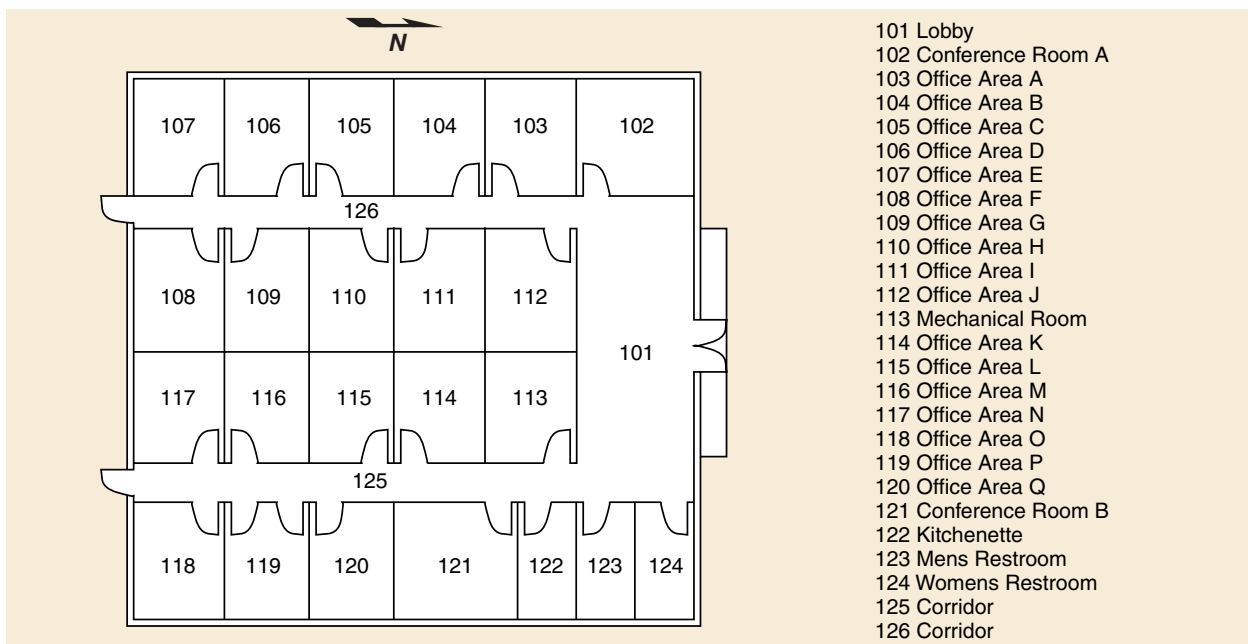 N
107 106 105 104 103 102
126
108 109 110 111 112
101
117 116 115 114 113
125
118 119 120 121 122 123 124
101 Lobby
102 Conference Room A
103 Office Area A
104 Office Area B
105 Office Area C
106 Office Area D
107 Office Area E
108 Office Area F
109 Office Area G
110 Office Area H
111 Office Area I
112 Office Area J
113 Mechanical Room
114 Office Area K
115 Office Area L
116 Office Area M
117 Office Area N
118 Office Area O
119 Office Area P
120 Office Area Q
121 Conference Room B
122 Kitchenette
123 Mens Restroom
124 Womens Restroom
125 Corridor
126 Corridor